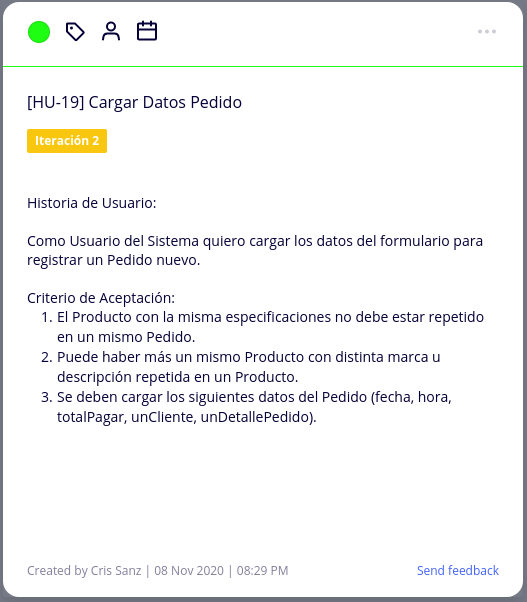 [HU-19] Cargar Datos Pedido
Iteración 2
Historia de Usuario:
Como Usuario del Sistema quiero cargar los datos del formulario para
registrar un Pedido nuevo.
Criterio de Aceptación:
1. El Producto con la misma especificaciones no debe estar repetido
en un mismo Pedido.
2. Puede haber más un mismo Producto con distinta marca u
descripción repetida en un Producto.
3. Se deben cargar los siguientes datos del Pedido (fecha, hora,
totalPagar, unCliente, unDetallePedido).
Created by Cris Sanz | 08 Nov 2020 | 08:29 PM
Send feedback